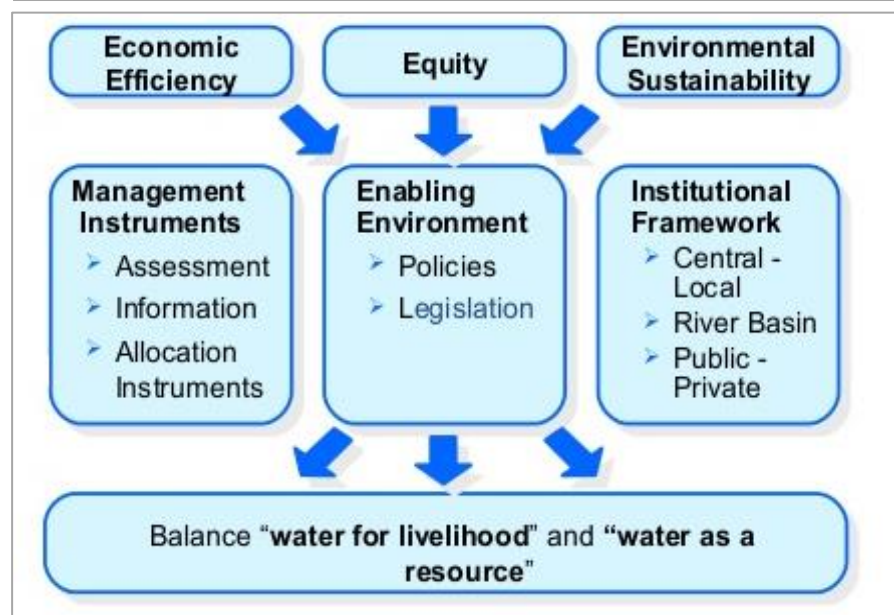 Economic
Efficiency
Equity
Environmental
Sustainability
Management
Instruments
➢ Assessment
➢ Information
➢ Allocation
Instruments
Enabling
Environment
➢ Policies
➢ Legislation
Institutional
Framework
➢ Central -
Local
➢ River Basin
➢ Public -
Private
Balance “water for livelihood” and “water as a
resource”